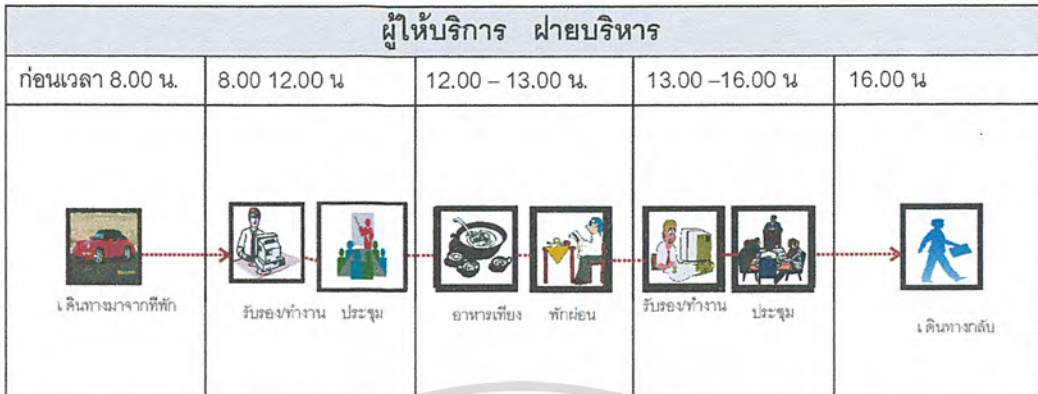 ผู้ให้บริการ ฝ่ายบริหาร
ก่อนเวลา 8.00 น.
8.00 12.00 น
12.00 – 13.00 น.
13.00 –16.00 น
16.00 น
เดินทางมาจากที่พัก
รับรอง/ทำงาน
ประชุม
อาหารเที่ยง
พักผ่อน
รับรอง/ทำงาน
ประชุม
เดินทางกลับ